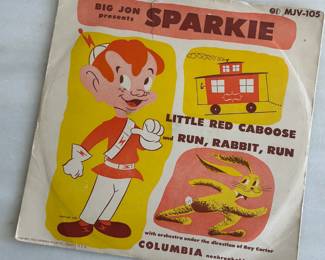 BIG JON
presents
SPARKIE
MJV-105
LITTLE RED CABOOSE
and RUN, RABBIT, RUN
with orchestra under the direction of Ray Carter
COLUMBIA